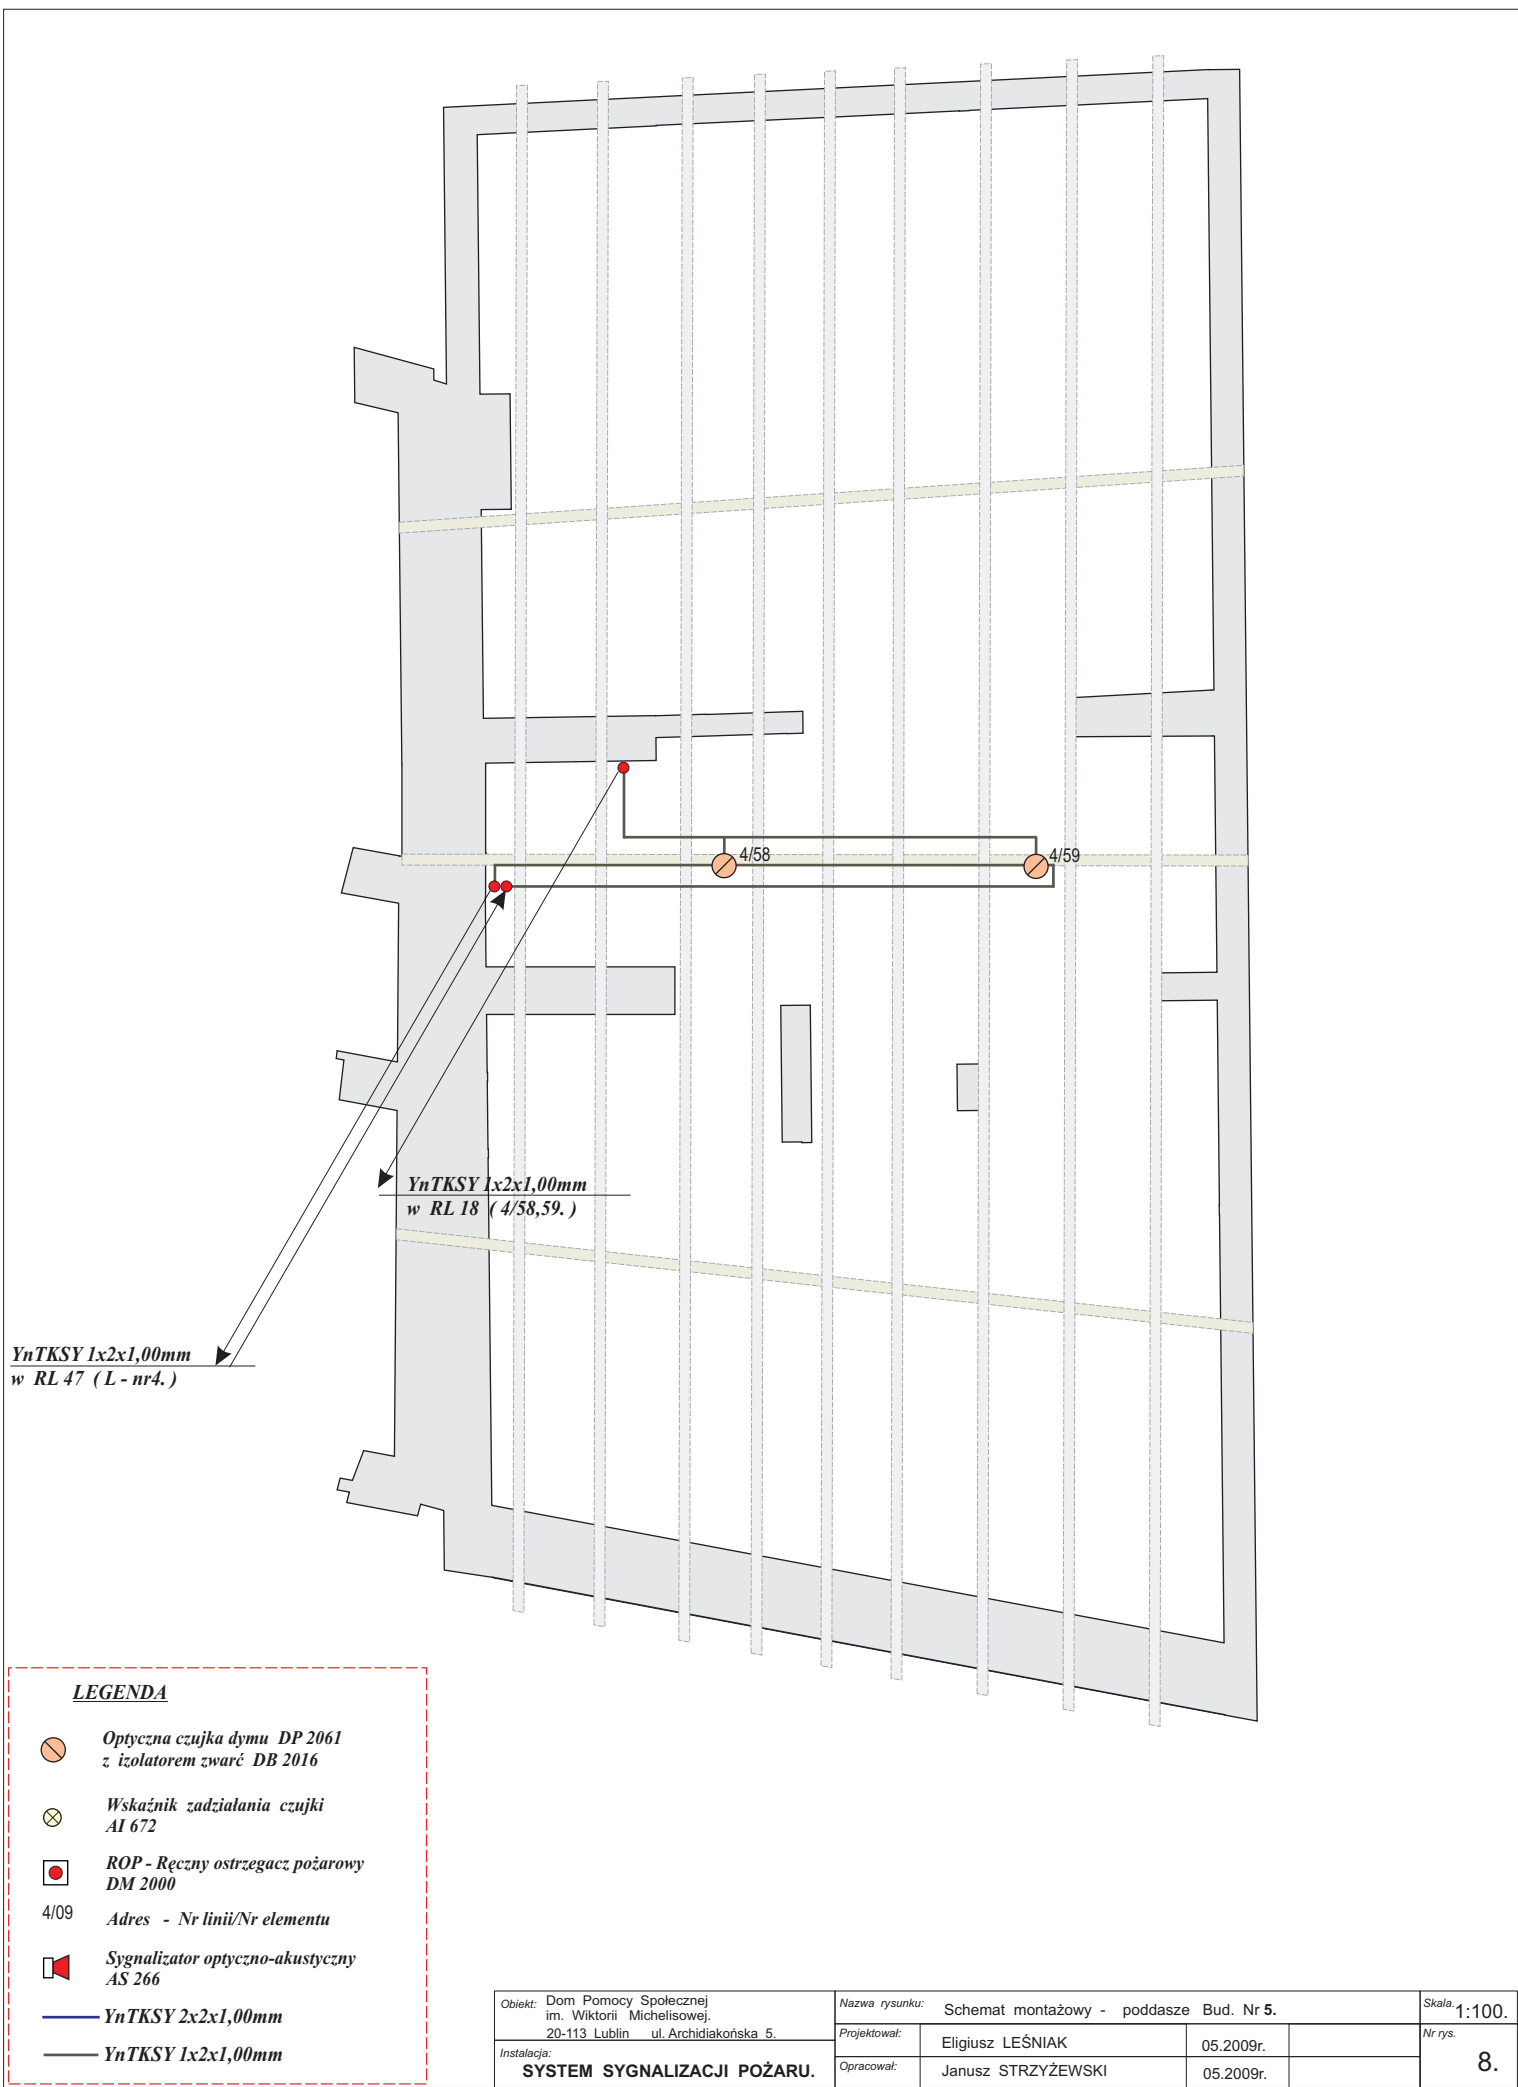 4/58
4/59
YnTKSY 1x2x1,00mm
w RL 18 ( 4/58,59. )
YnTKSY 1x2x1,00mm
w RL 47 ( L - nr4. )
LEGENDA
Optyczna czujka dymu DP 2061
z izolatorem zwarć DB 2016
Wskaźnik zadziałania czujki
AI 672
ROP - Ręczny ostrzegacz pożarowy
DM 2000
4/09 Adres - Nr linii/Nr elementu
Sygnalizator optyczno-akustyczny
AS 266
YnTKSY 2x2x1,00mm
YnTKSY 1x2x1,00mm
Obiekt: Dom Pomocy Społecznej
im. Wiktorii Michelisowej.
20-113 Lublin ul. Archidiakońska 5.
Instalacja:
SYSTEM SYGNALIZACJI POŻARU.
Nazwa rysunku: Schemat montażowy - poddasze Bud. Nr 5.
Projektował: Eligiusz LEŚNIAK 05.2009r.
Opracował: Janusz STRZYŻEWSKI 05.2009r.
Skala. 1:100.
Nr rys.
8.